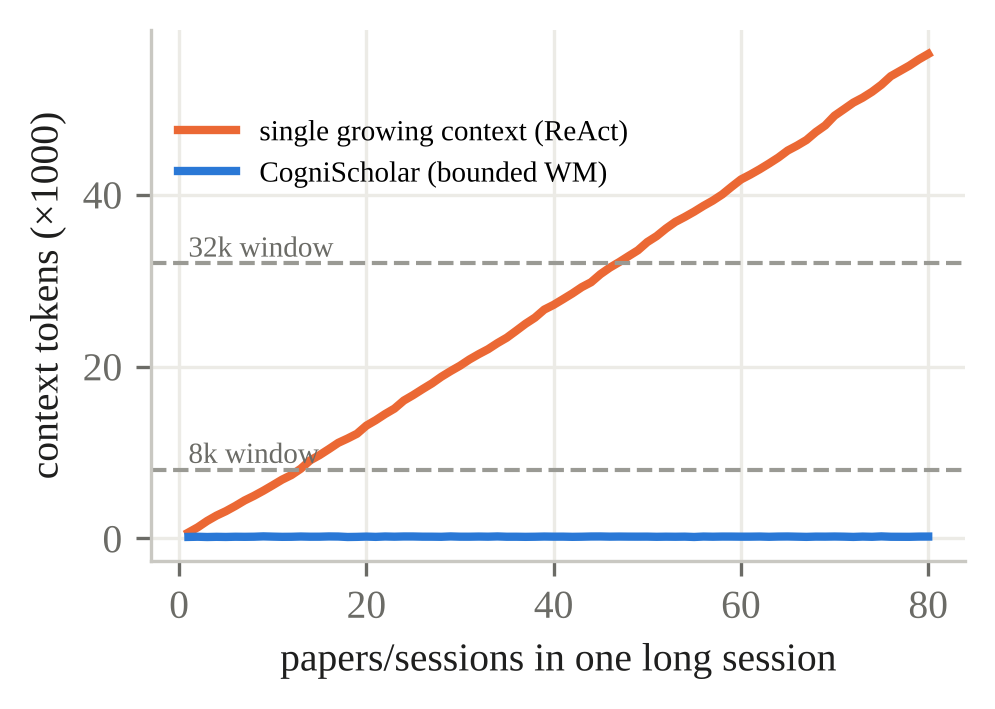 single growing context (ReAct)
CogniScholar (bounded WM)
40
32k window
20
8k window
0
context tokens (×1000)
0 20 40 60 80
papers/sessions in one long session